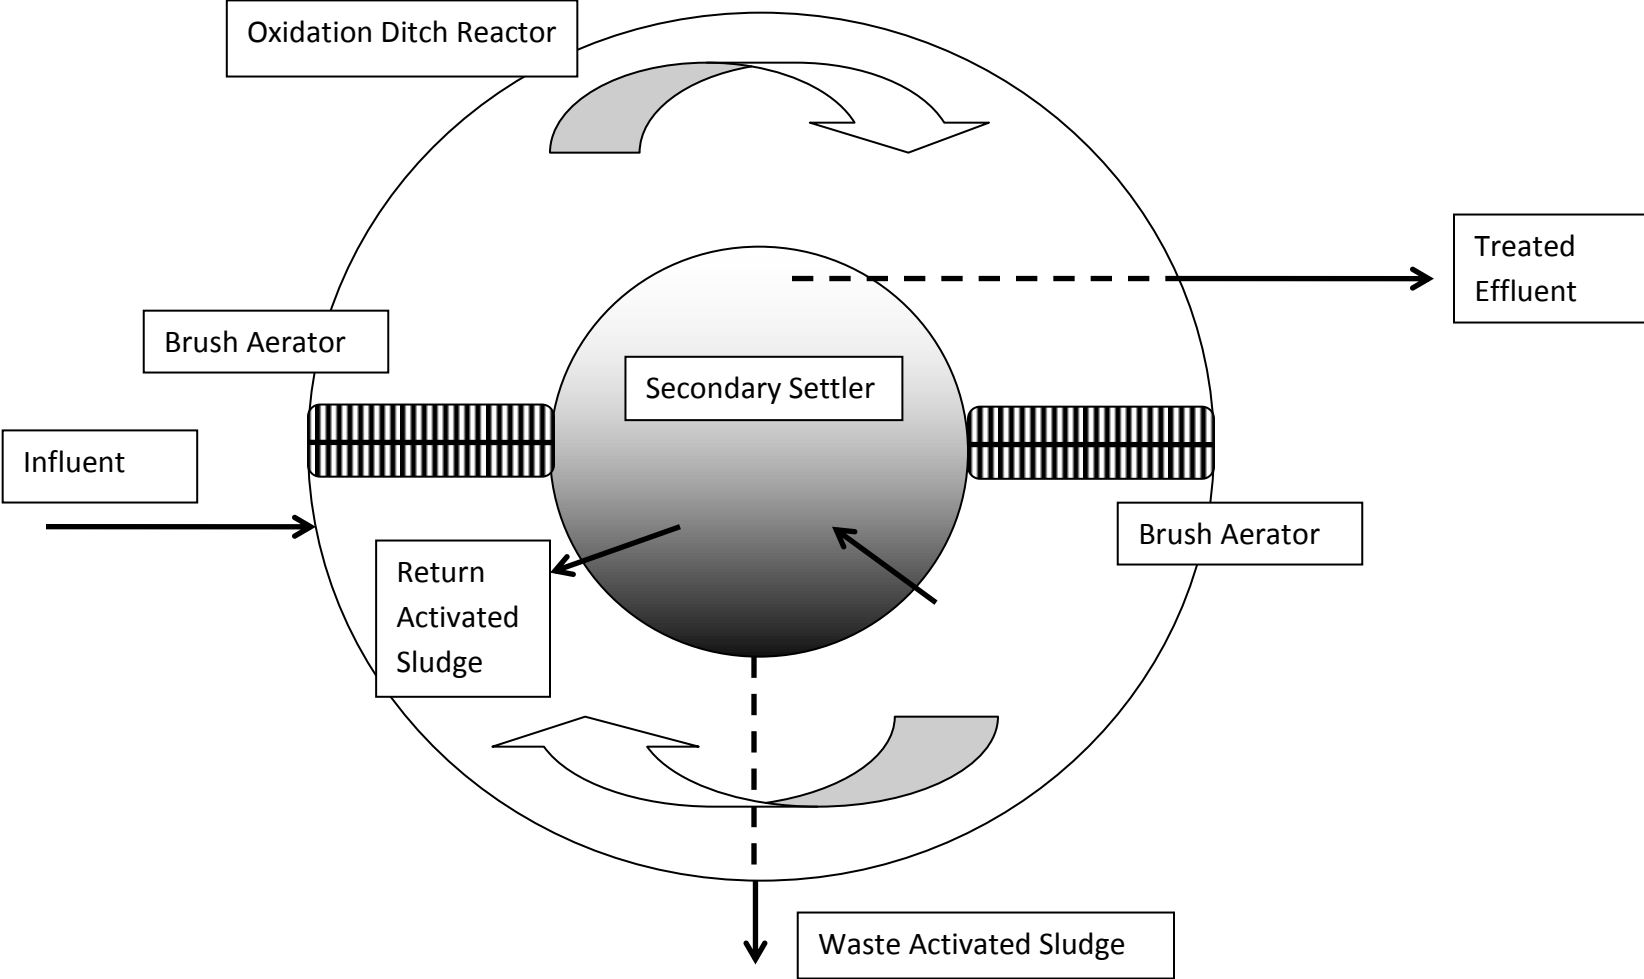 Oxidation Ditch Reactor
Treated
Effluent
Brush Aerator
Secondary Settler
Influent
Brush Aerator
Return
Activated
Sludge
Waste Activated Sludge